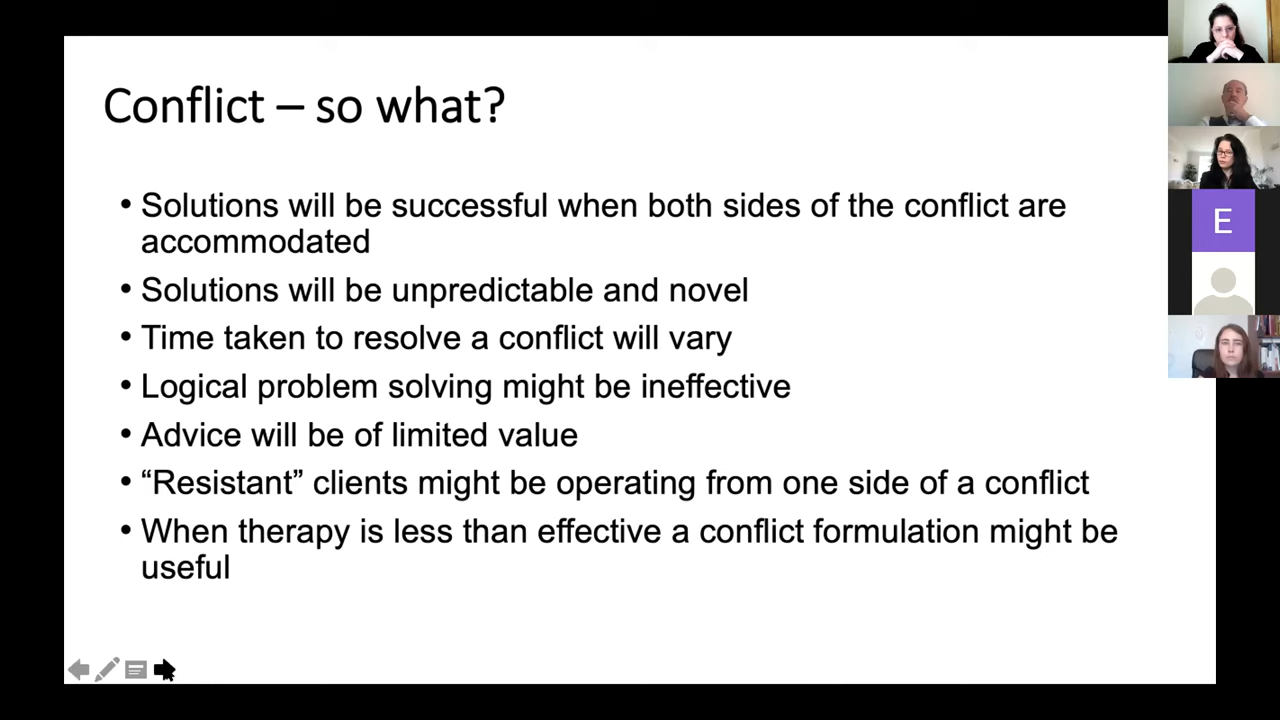 Conflict – so what?
• Solutions will be successful when both sides of the conflict are
accommodated
• Solutions will be unpredictable and novel
• Time taken to resolve a conflict will vary
• Logical problem solving might be ineffective
• Advice will be of limited value
• “Resistant” clients might be operating from one side of a conflict
• When therapy is less than effective a conflict formulation might be
useful
E